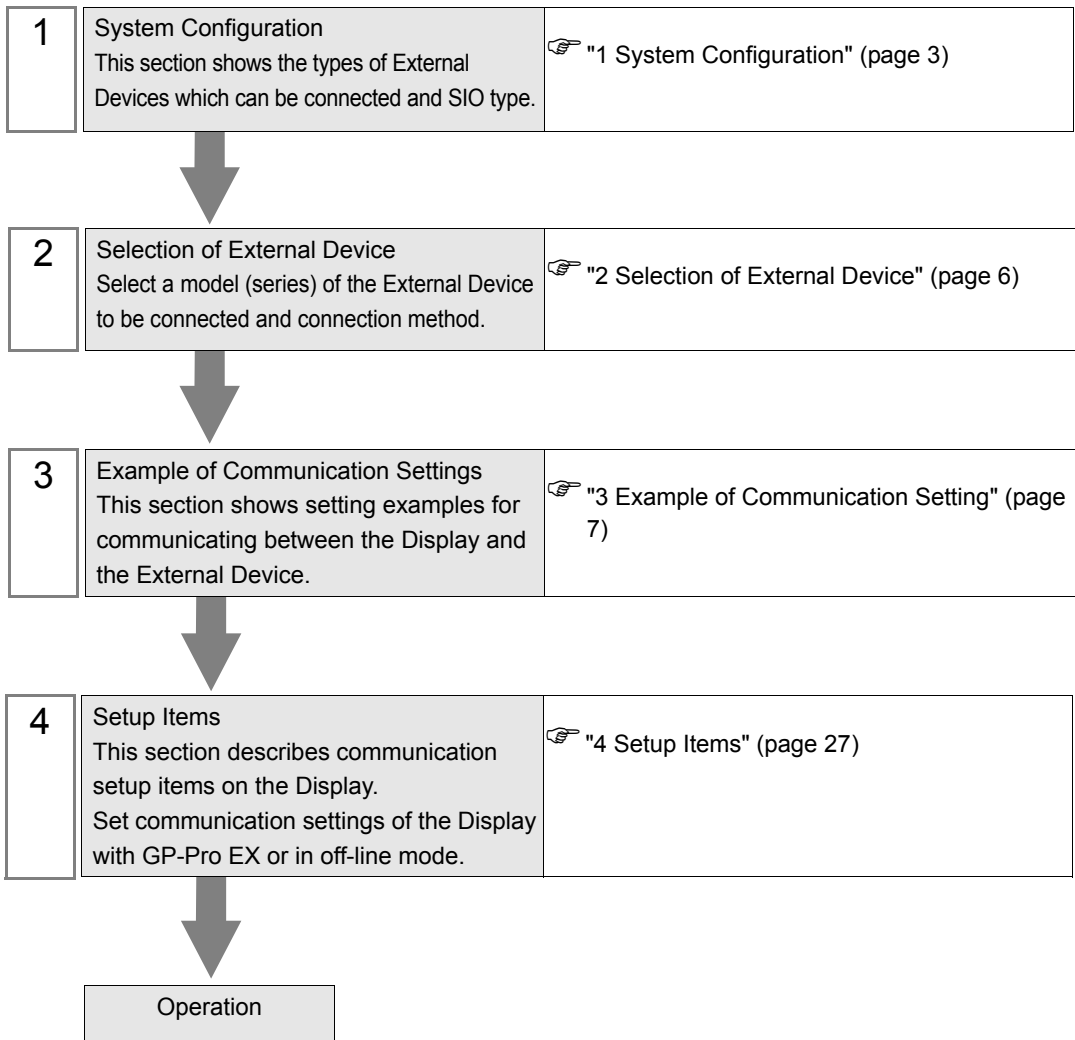 1
System Configuration
This section shows the types of External
Devices which can be connected and SIO type.
"1 System Configuration" (page 3)
2
Selection of External Device
Select a model (series) of the External Device
to be connected and connection method.
"2 Selection of External Device" (page 6)
3
Example of Communication Settings
This section shows setting examples for
communicating between the Display and
the External Device.
"3 Example of Communication Setting" (page
7)
4
Setup Items
This section describes communication
setup items on the Display.
Set communication settings of the Display
with GP-Pro EX or in off-line mode.
"4 Setup Items" (page 27)
Operation